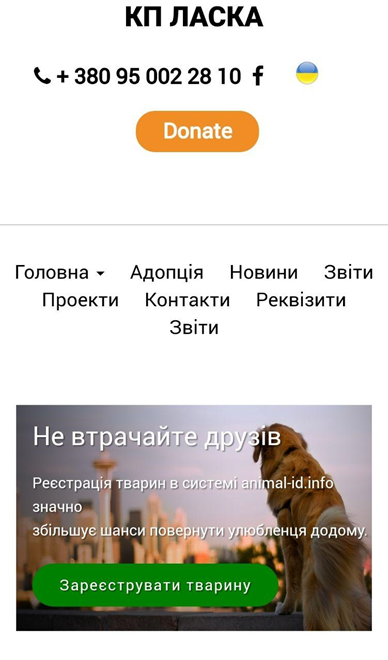 КП ЛАСКА
+ 380 95 002 28 10
Donate
Головна Адопція Новини Звіти
Проекти Контакти Реквізити
Звіти
Не втрачайте друзів
Реєстрація тварин в системі animal-id.info
значно
збільшує шанси повернути улюбленця додому.
Зареєструвати тварину